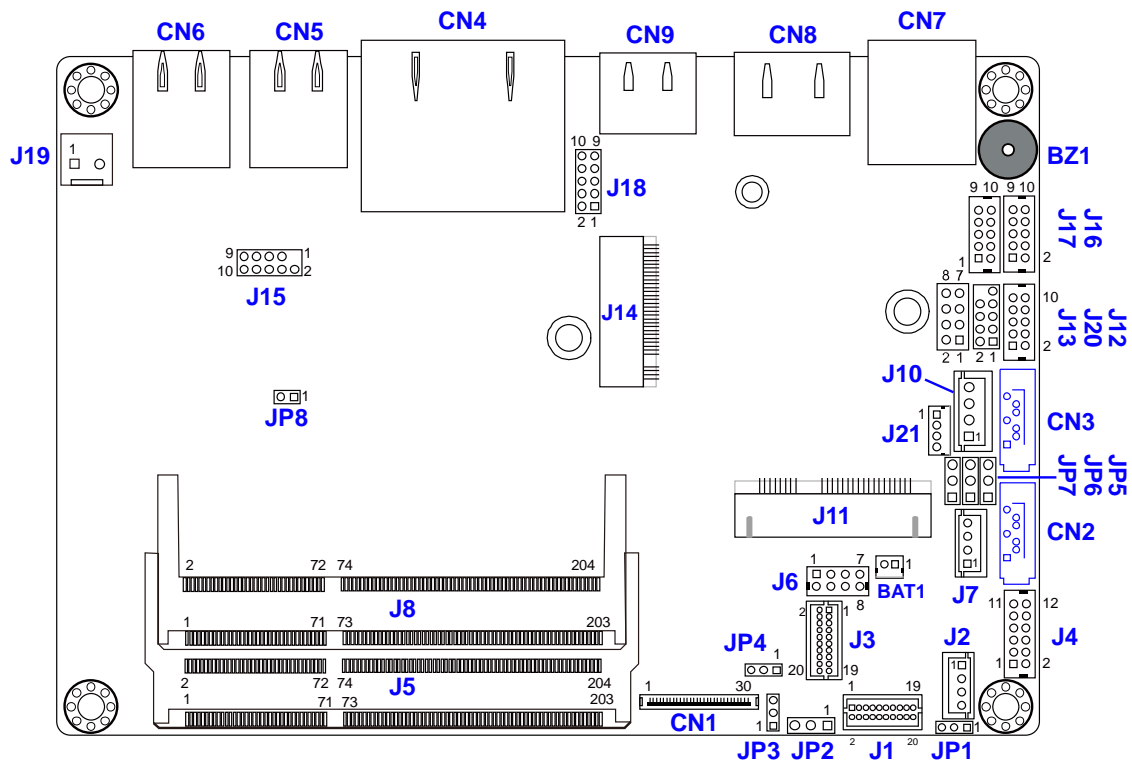 CN6 CN5 CN4 CN9 CN8 CN7
J19 1
BZ1
10 9
J18
2 1
9 10 9 10
J17 J16
1 2
9 1
10 2
J15
J14
8 7
10
J13 J20 J12
2 1 2 1
2
J10
1
J21
1
CN3
1
JP8
JP7 JP6 JP5
J11
CN2
2 72 74 204
J8
1 7
J6
8
1
BAT1
J7
2 1
J3
20 19
11 12
J4
1 2
1 71 73 203
JP4
1
J2
1
J5
2 72 74 204
1 71 73 203
1 30
CN1
1
JP3
1
JP2
1 19
2 20
J1
1
JP1